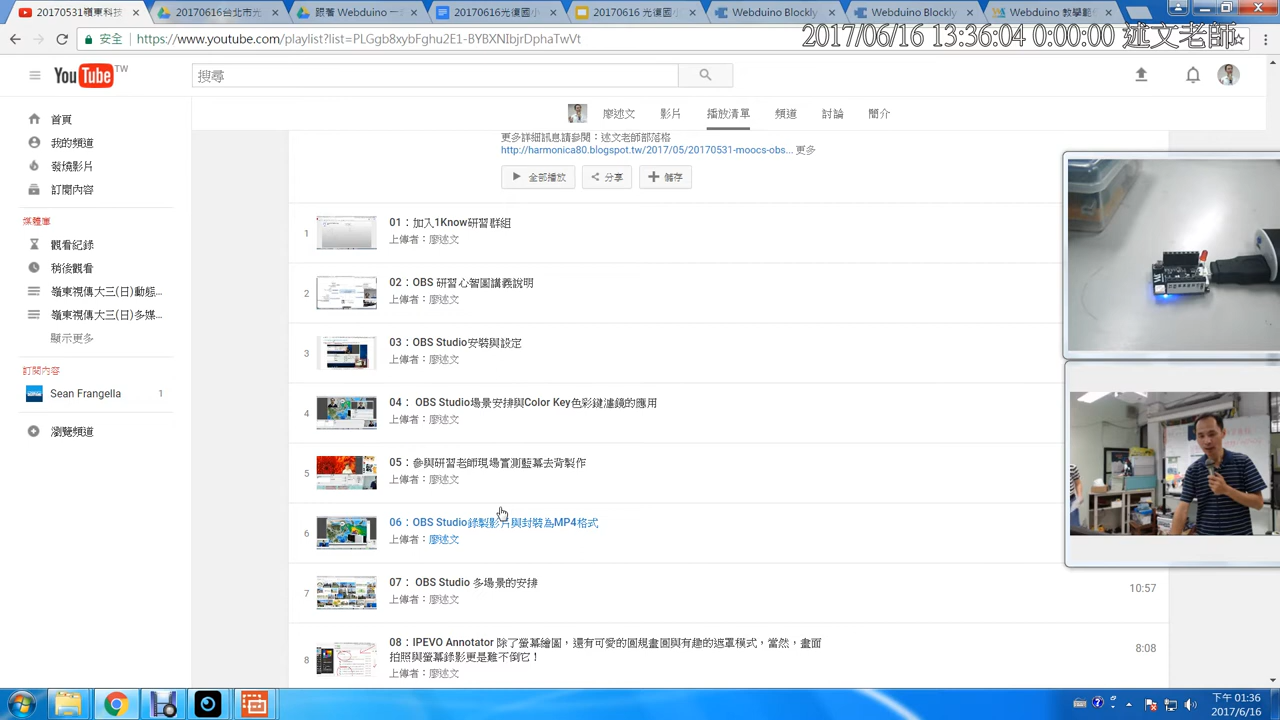 20170531嶺東科技
20170616台北市光
跟著 Webduino 一
20170616 光復國小
20170616 光復國小
Webduino Blockly
Webduino Blockly
Webduino 教學範
安全
https://www.youtube.com/playlist?list=PLGgb8xybFghu2E1-BYTJXmgIrDphaTwVt
2017/06/16 13:36:04 0:00:00 述文老師
YouTube TW
搜尋
廖述文
影片
播放清單
頻道
討論
簡介
首頁
我的頻道
發燒影片
訂閱內容
媒體庫
觀看紀錄
稍後觀看
嶺東視傳大三(日)動態...
嶺東視傳大三(日)多媒...
顯示更多
訂閱內容
Sean Frangella 1
瀏覽頻道
更多詳細訊息請參閱：述文老師部落格
http://harmonica80.blogspot.tw/2017/05/20170531-moocs-obs... 更多
全部播放
分享
儲存
1
01：加入1Know研習群組
上傳者：廖述文
2
02：OBS 研習心智圖講義說明
上傳者：廖述文
3
03：OBS Studio安裝與設定
上傳者：廖述文
4
04： OBS Studio場景安排與Color Key色彩鍵濾鏡的應用
上傳者：廖述文
5
05：參與研習老師現場實測藍幕去背製作
上傳者：廖述文
6
06：OBS Studio錄製影片與封裝為MP4格式
上傳者：廖述文
7
07： OBS Studio 多場景的安排
上傳者：廖述文
10:57
8
08：IPEVO Annotator 除了螢幕繪圖，還有可愛的圓規畫圓與有趣的遮罩模式，當然，畫面
拍照與螢幕錄影更是難不倒它！
上傳者：廖述文
8:08
下午 01:36
2017/6/16